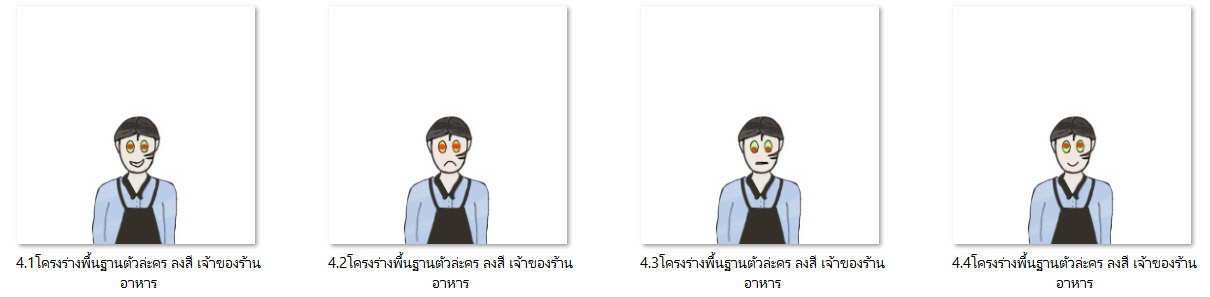 4.1โครงร่างพื้นฐานตัวล่ะคร ลงสี เจ้าของร้าน
อาหาร
4.2โครงร่างพื้นฐานตัวล่ะคร ลงสี เจ้าของร้าน
อาหาร
4.3โครงร่างพื้นฐานตัวล่ะคร ลงสี เจ้าของร้าน
อาหาร
4.4โครงร่างพื้นฐานตัวล่ะคร ลงสี เจ้าของร้าน
อาหาร